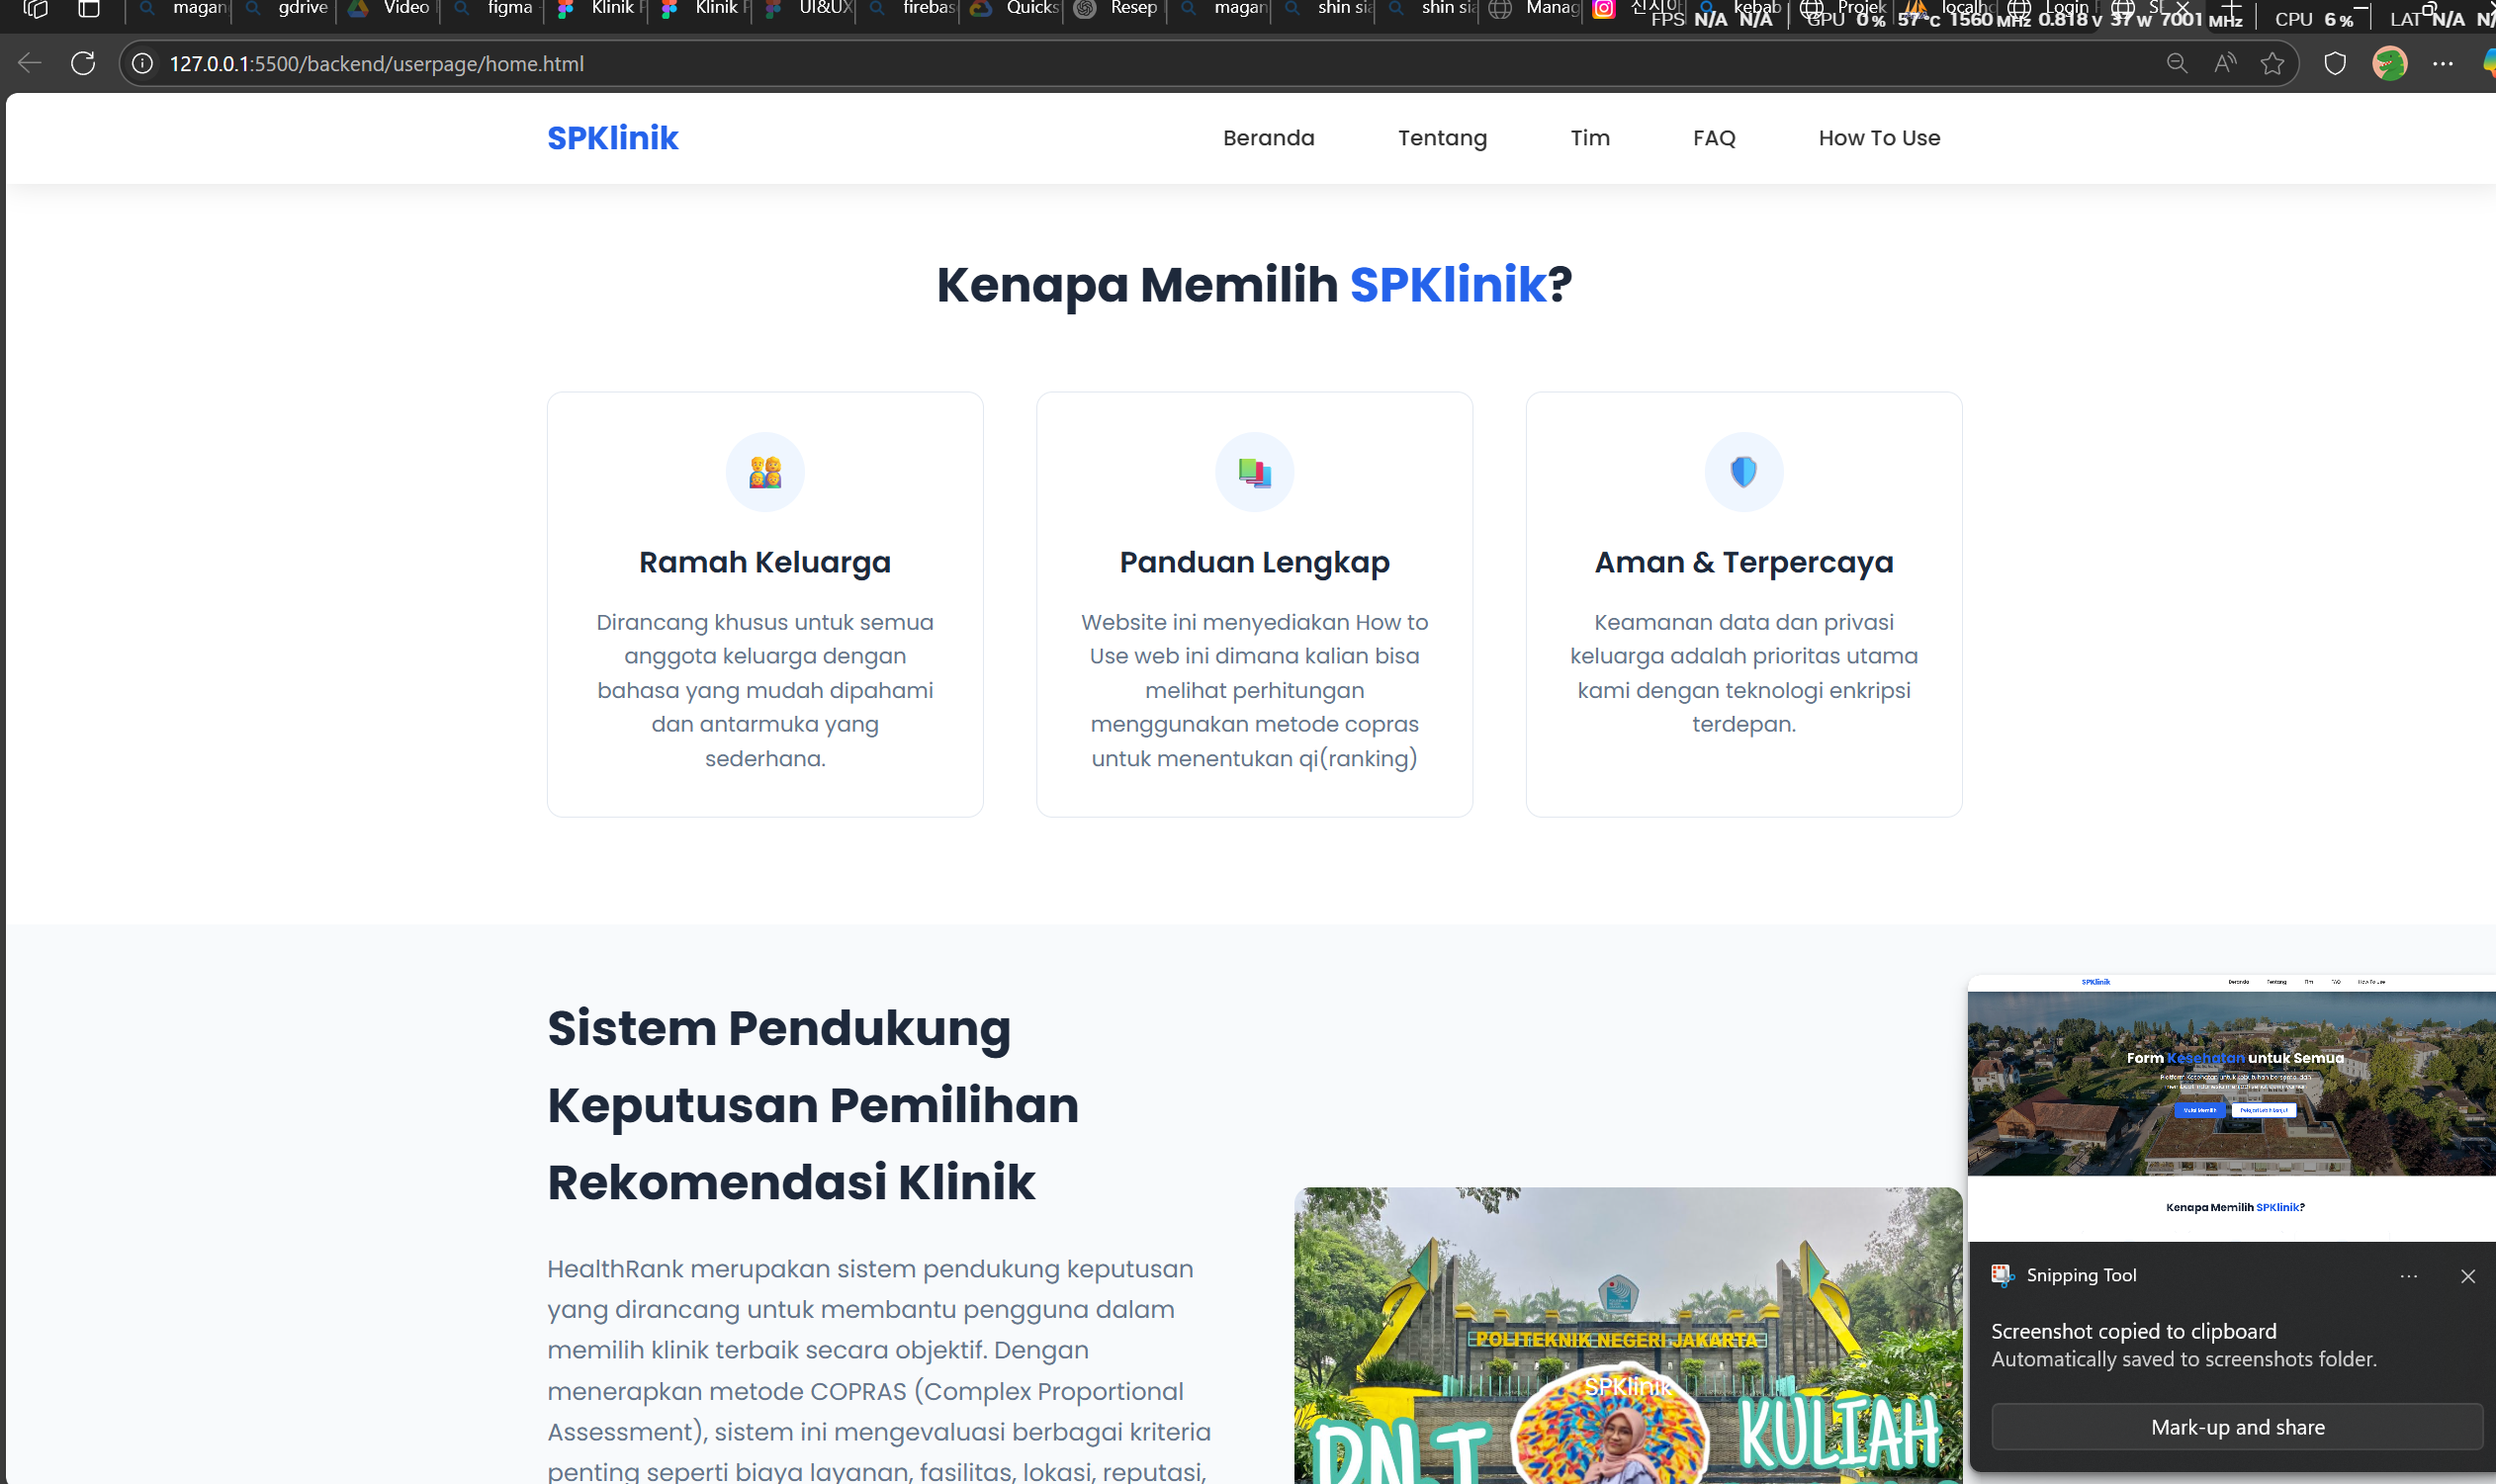 magan
gdrive
Video
figma
Klinik
Klinik
UI&UX
firebas
Quicks
Resep
magan
shin sia
shin sia
Manag
kebab
Projek
localho
Login
FPS N/A N/A GPU 0 % 57 °C 1560 MHz 0.818 V 37 W 7001 MHz CPU 6 % LAT N/A
127.0.0.1:5500/backend/userpage/home.html
SPKlinik
Beranda
Tentang
Tim
FAQ
How To Use
Kenapa Memilih SPKlinik?
Ramah Keluarga
Dirancang khusus untuk semua
anggota keluarga dengan
bahasa yang mudah dipahami
dan antarmuka yang
sederhana.
Panduan Lengkap
Website ini menyediakan How to
Use web ini dimana kalian bisa
melihat perhitungan
menggunakan metode copras
untuk menentukan qi(ranking)
Aman & Terpercaya
Keamanan data dan privasi
keluarga adalah prioritas utama
kami dengan teknologi enkripsi
terdepan.
Sistem Pendukung
Keputusan Pemilihan
Rekomendasi Klinik
HealthRank merupakan sistem pendukung keputusan
yang dirancang untuk membantu pengguna dalam
memilih klinik terbaik secara objektif. Dengan
menerapkan metode COPRAS (Complex Proportional
Assessment), sistem ini mengevaluasi berbagai kriteria
penting seperti biaya layanan, fasilitas, lokasi, reputasi,
POLITEKNIK NEGERI JAKARTA
SPKlinik
PNJ
KULIAH
SPKlinik
Beranda
Tentang
Tim
FAQ
How To Use
Form Kesehatan untuk Semua
Kenapa Memilih SPKlinik?
Snipping Tool
Screenshot copied to clipboard
Automatically saved to screenshots folder.
Mark-up and share